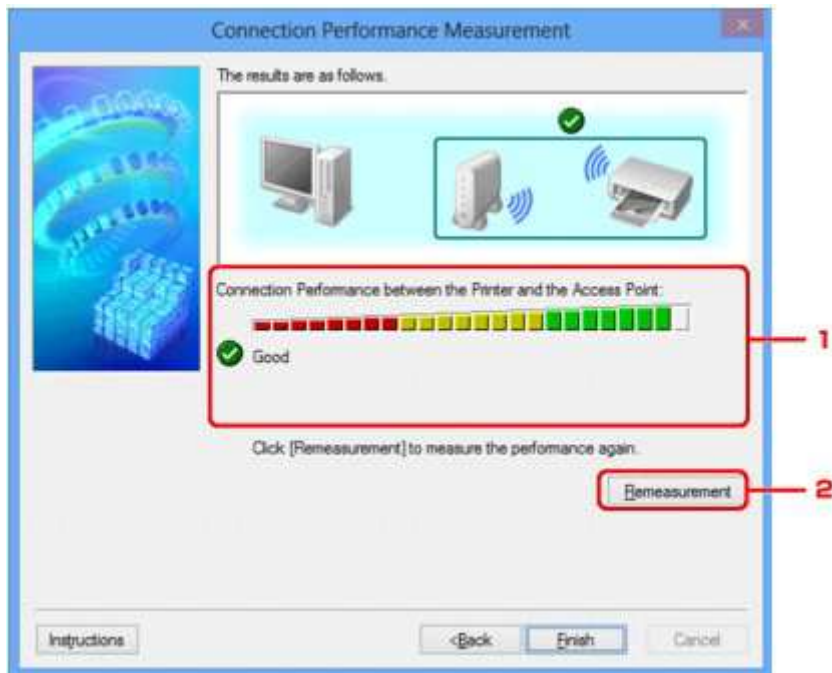 Connection Performance Measurement
The results are as follows.
Connection Performance between the Printer and the Access Point:
Good
1
Click [Remeasurement] to measure the performance again.
Remeasurement
2
Instructions
<Back
Finish
Cancel